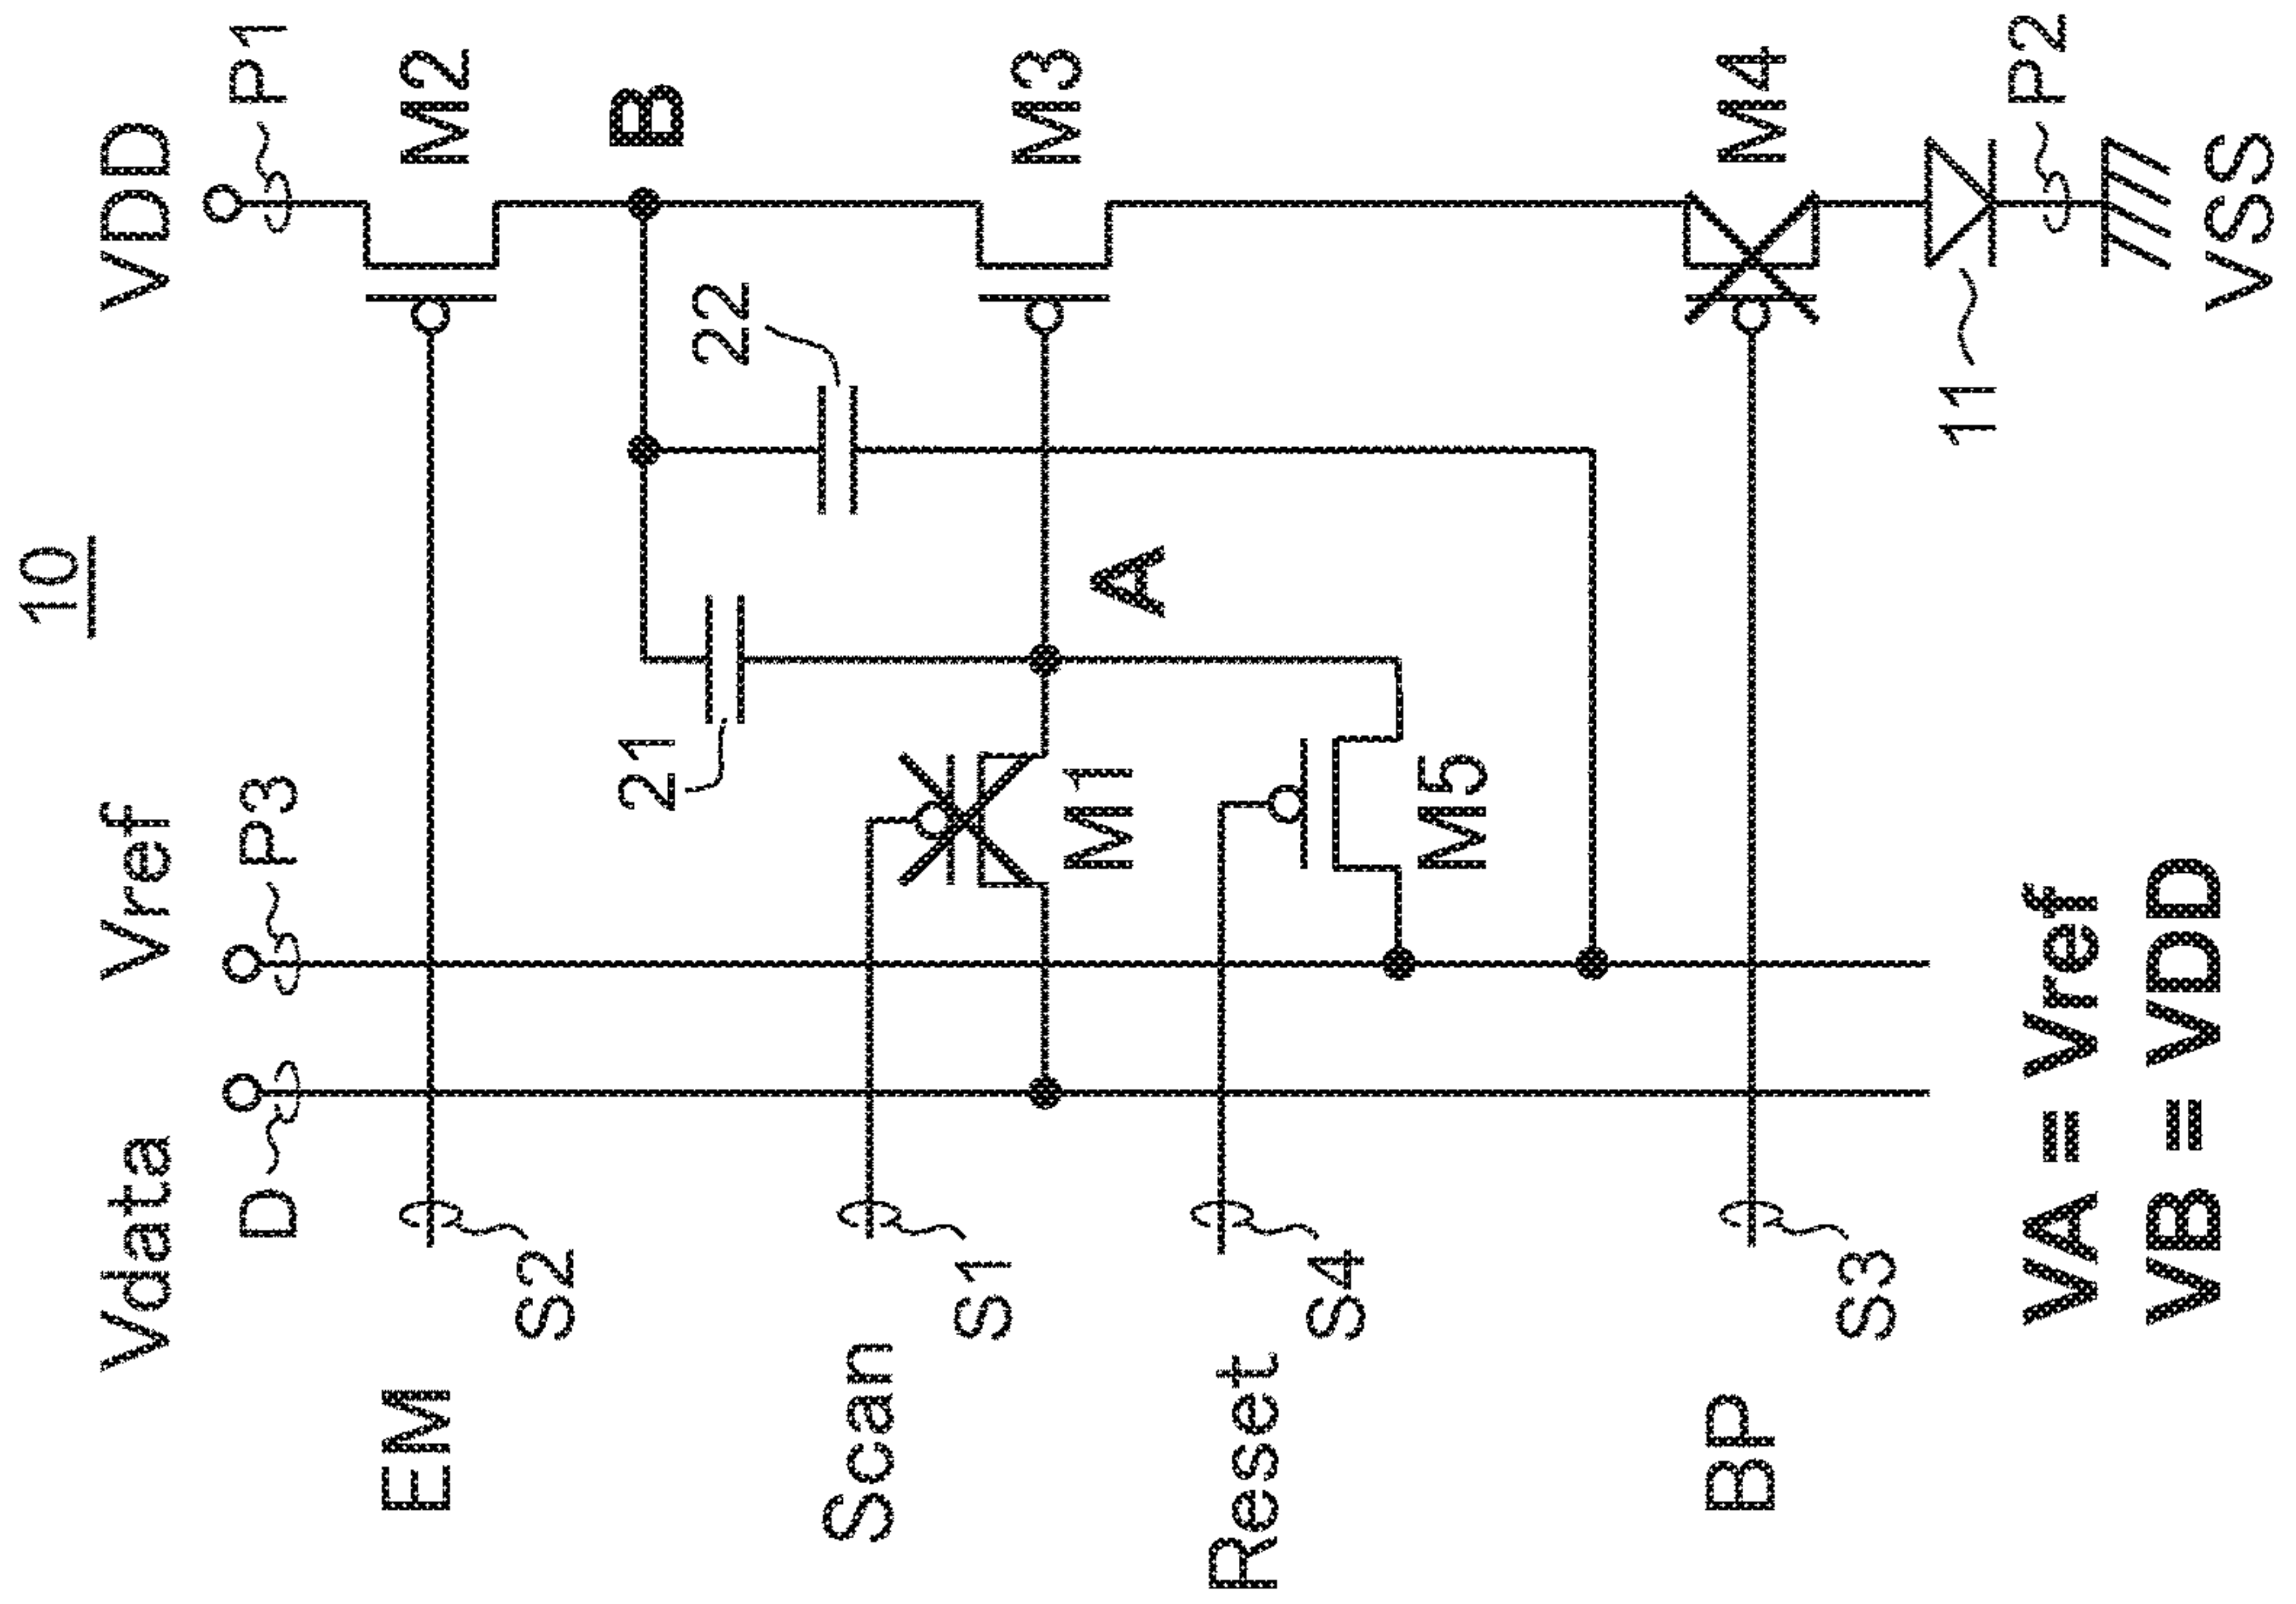 10
Vdata
Vref
VDD
D
P3
P1
EM
S2
M2
B
21
22
Scan
S1
M1
A
M3
Reset
S4
M5
BP
S3
M4
11
P2
VSS
VA = Vref
VB = VDD